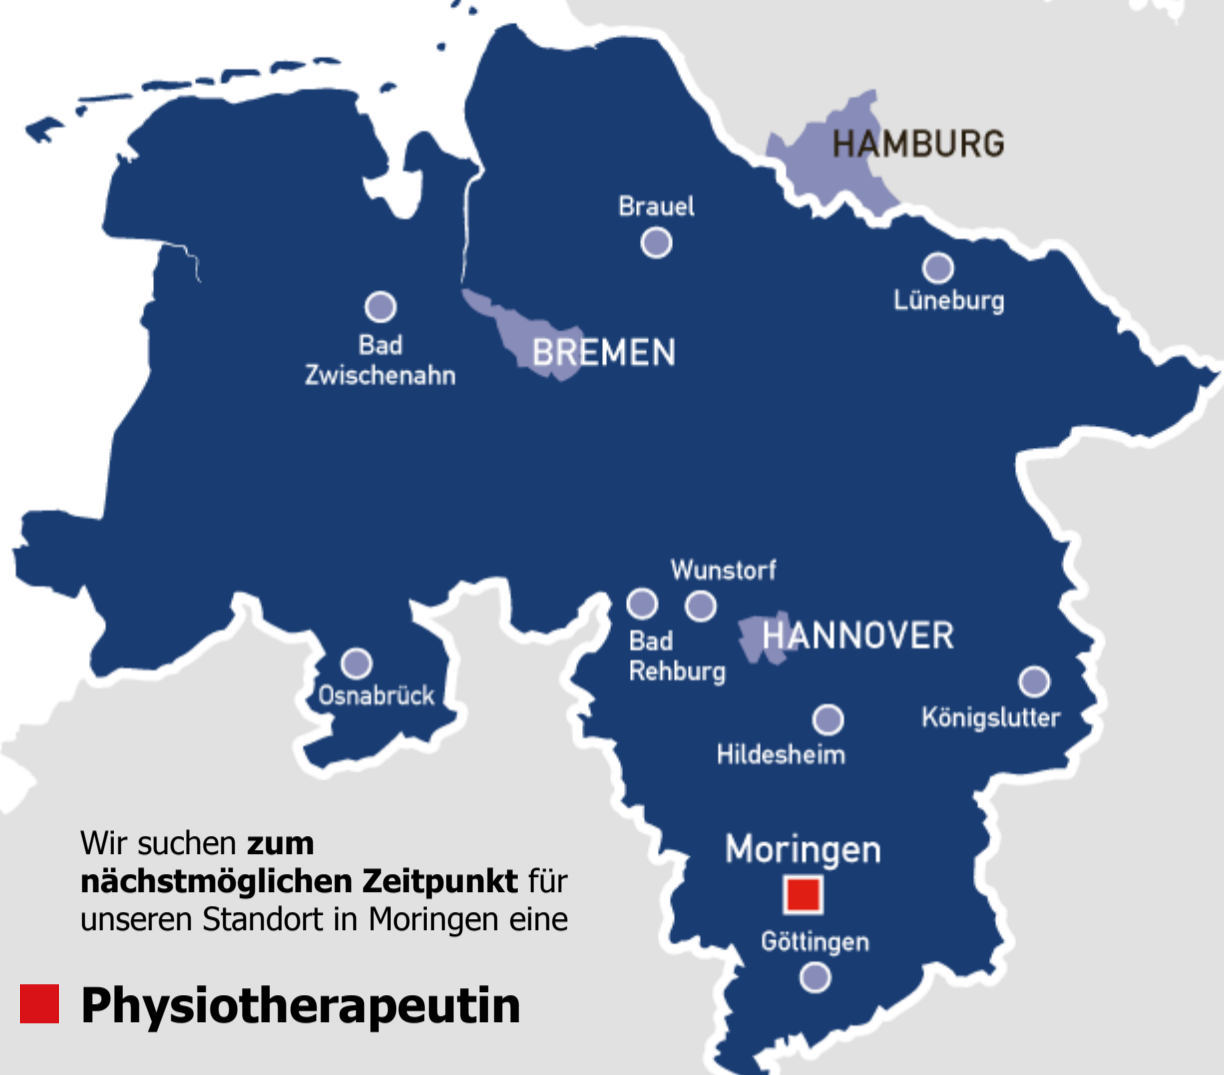 HAMBURG
Brauel
Lüneburg
Bad
Zwischenahn
BREMEN
Wunstorf
Bad
Rehburg
HANNOVER
Osnabrück
Königslutter
Hildesheim
Moringen
Göttingen
Wir suchen zum
nächstmöglichen Zeitpunkt für
unseren Standort in Moringen eine
Physiotherapeutin